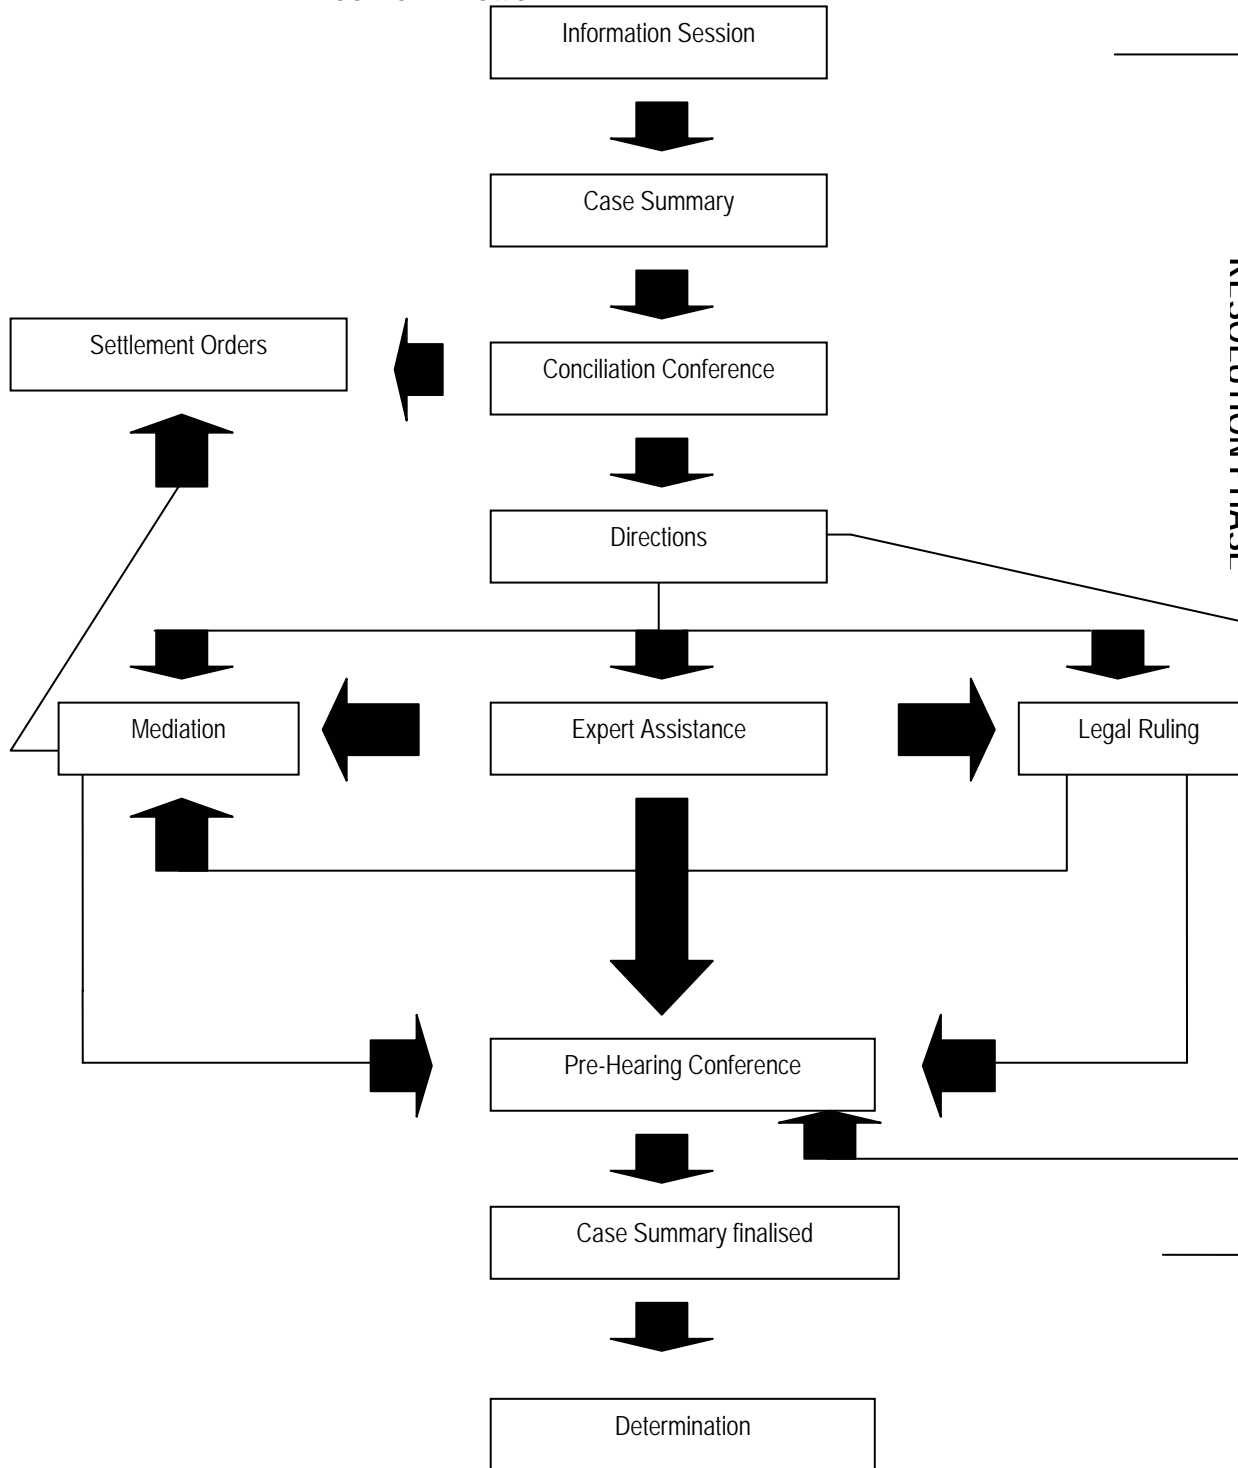 Information Session
Case Summary
Settlement Orders
Conciliation Conference
Directions
Mediation
Expert Assistance
Legal Ruling
Pre-Hearing Conference
Case Summary finalised
Determination